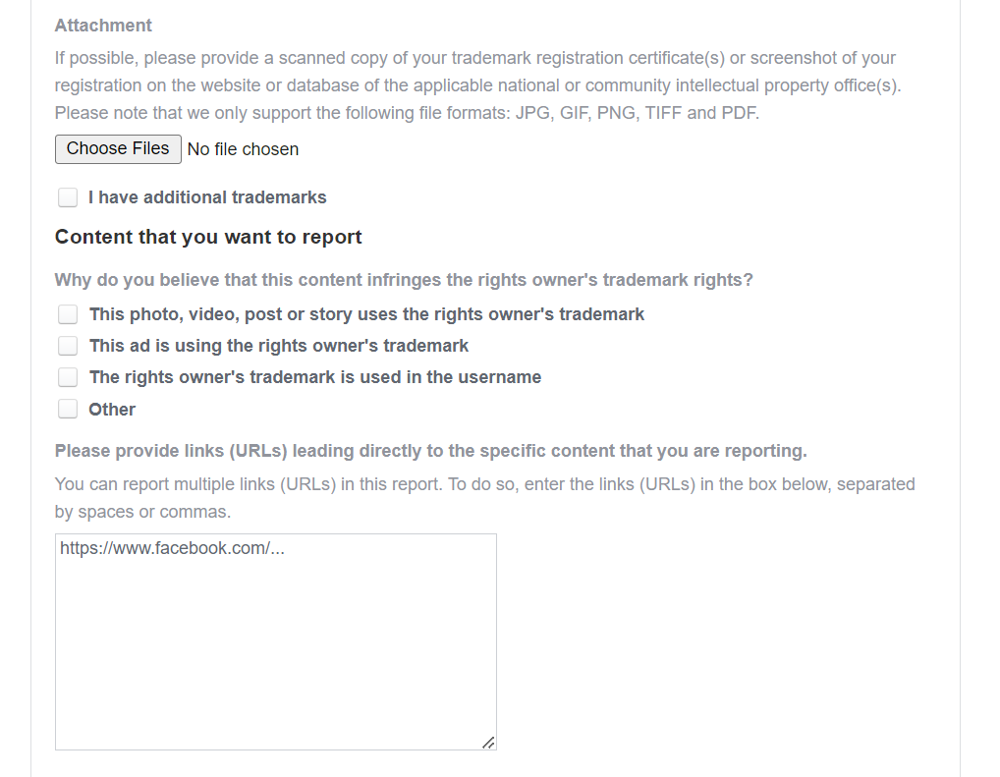 Attachment
If possible, please provide a scanned copy of your trademark registration certificate(s) or screenshot of your
registration on the website or database of the applicable national or community intellectual property office(s).
Please note that we only support the following file formats: JPG, GIF, PNG, TIFF and PDF.
Choose Files No file chosen
I have additional trademarks
Content that you want to report
Why do you believe that this content infringes the rights owner's trademark rights?
This photo, video, post or story uses the rights owner's trademark
This ad is using the rights owner's trademark
The rights owner's trademark is used in the username
Other
Please provide links (URLs) leading directly to the specific content that you are reporting.
You can report multiple links (URLs) in this report. To do so, enter the links (URLs) in the box below, separated
by spaces or commas.
https://www.facebook.com/...